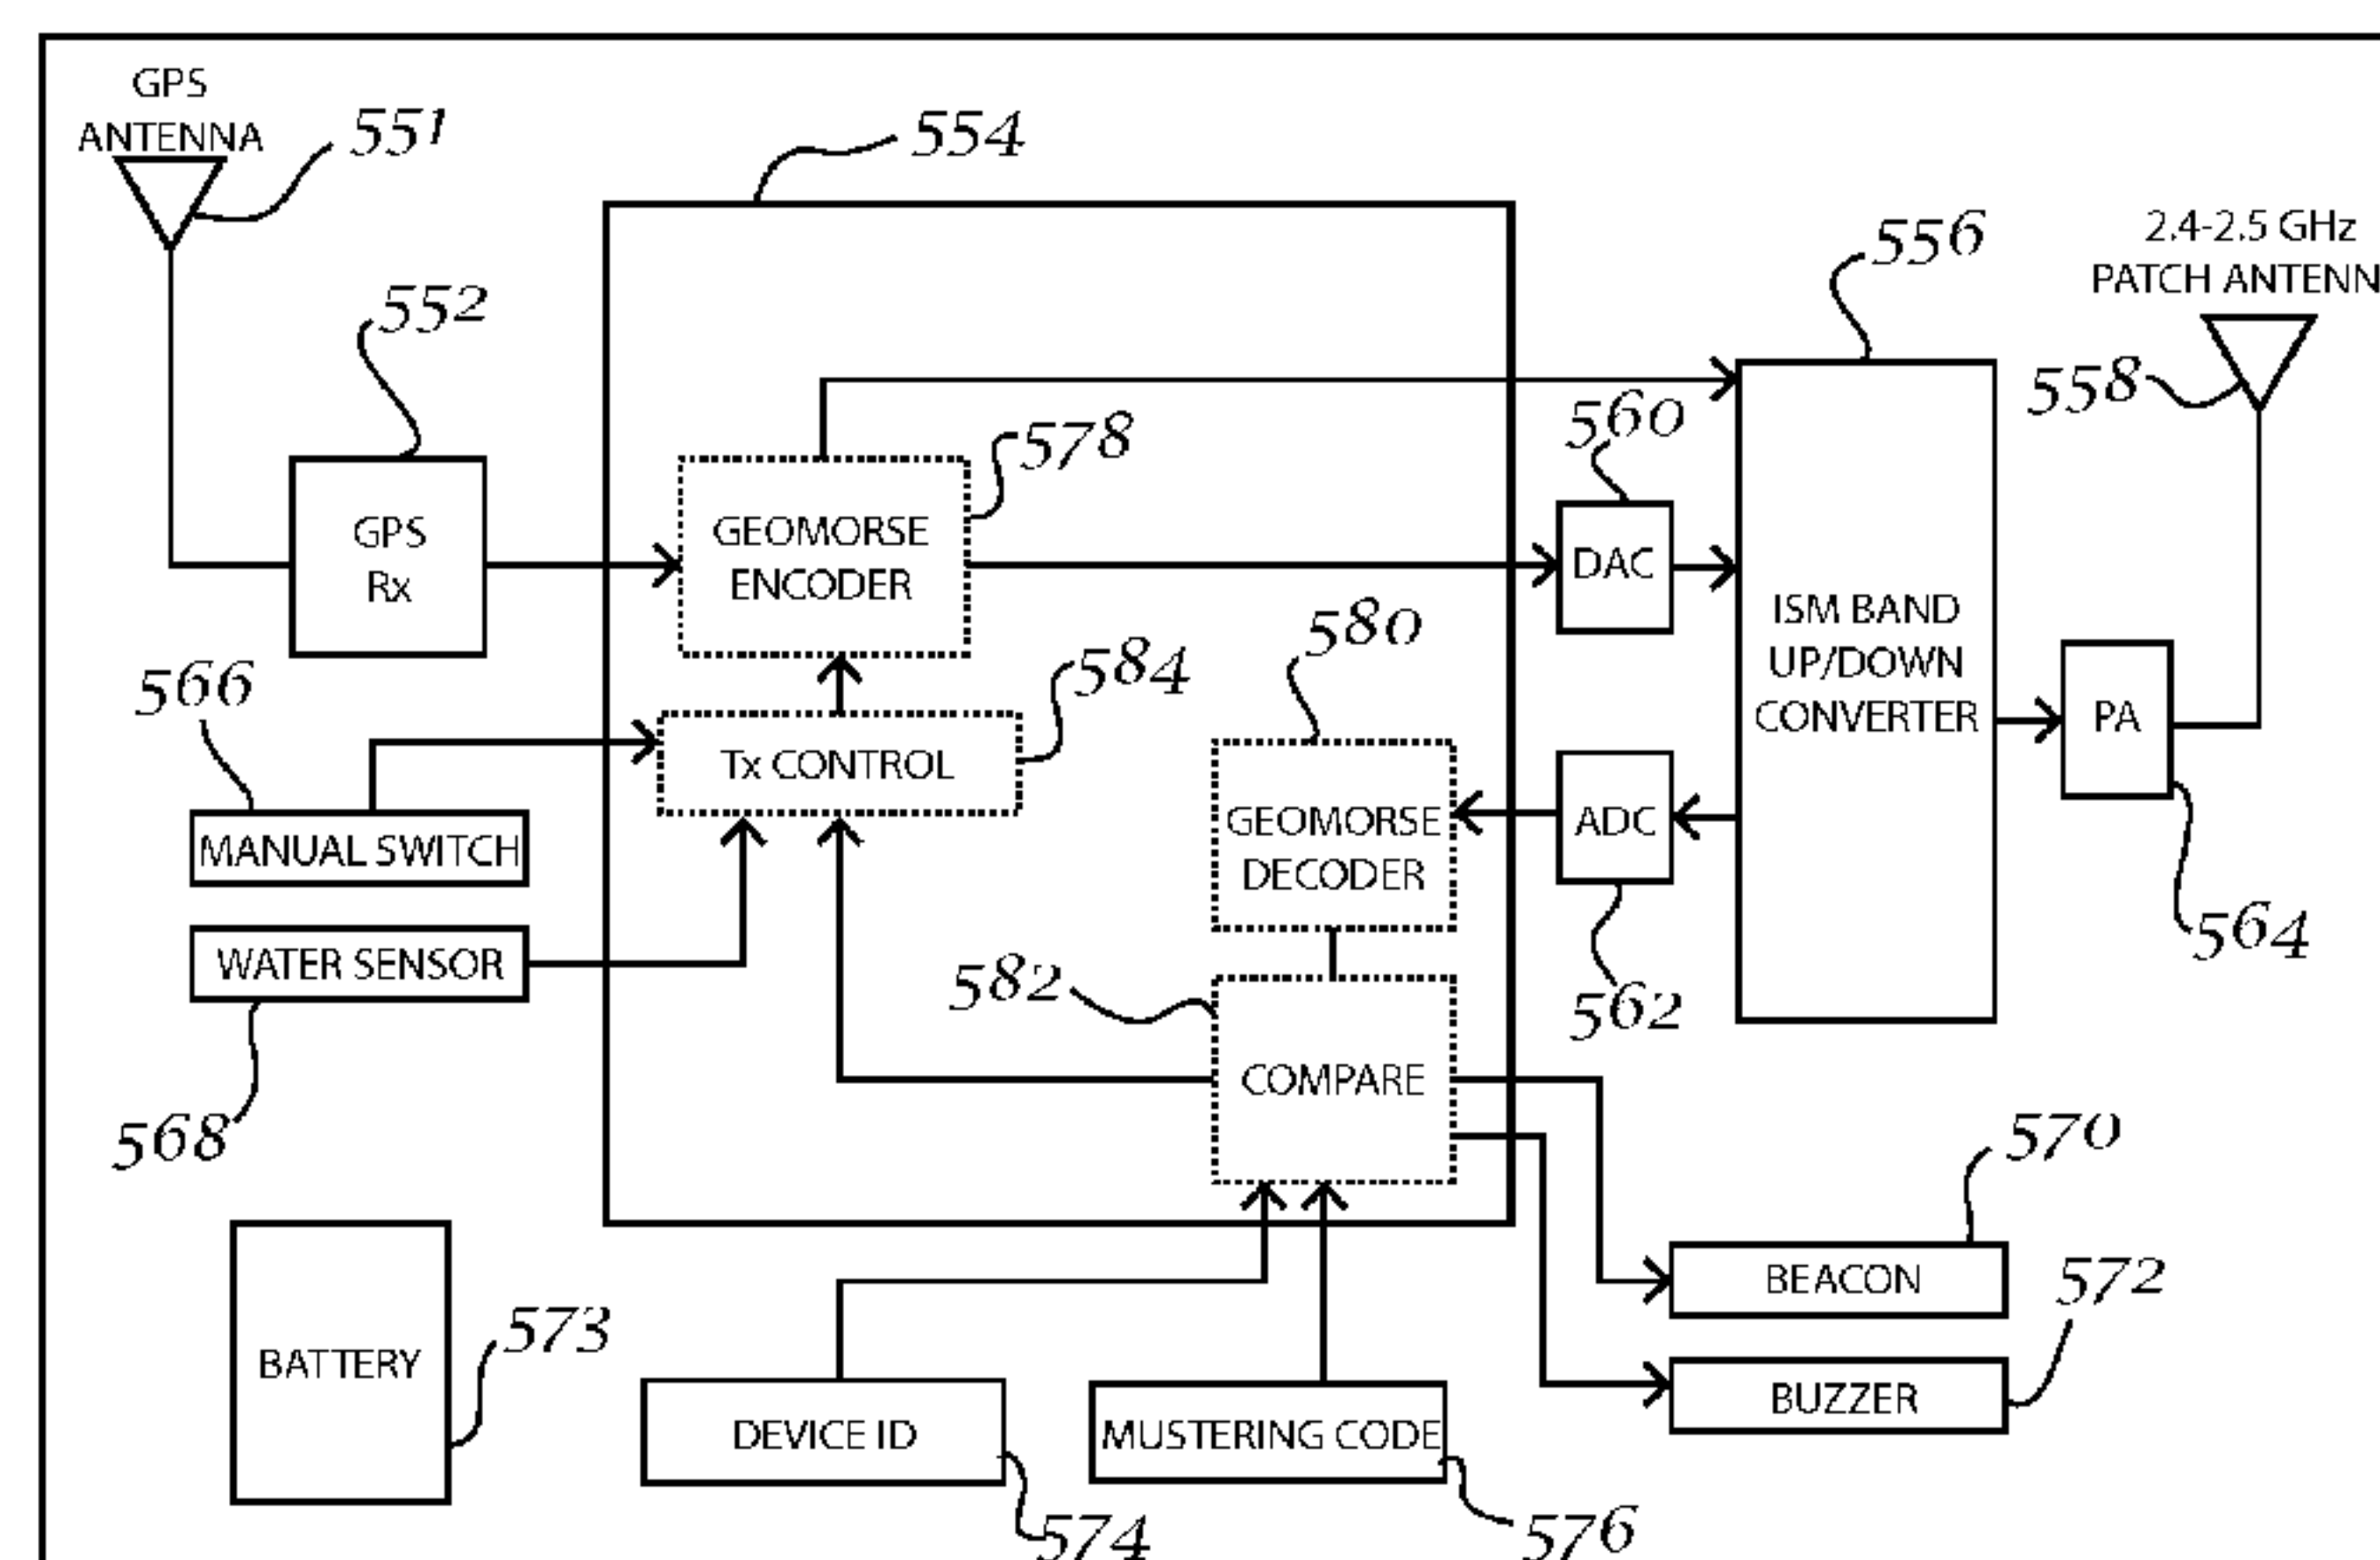 GPS
ANTENNA
551
554
556
2.4-2.5 GHz
PATCH ANTENN
552
558
560
578
GPS
Rx
GEOMORSE
ENCODER
DAC
580
ISM BAND
UP/DOWN
CONVERTER
566
584
PA
Tx CONTROL
MANUAL SWITCH
GEOMORSE
DECODER
ADC
564
WATER SENSOR
582
562
568
COMPARE
570
BEACON
572
573
BATTERY
BUZZER
DEVICE ID
MUSTERING CODE
574
576